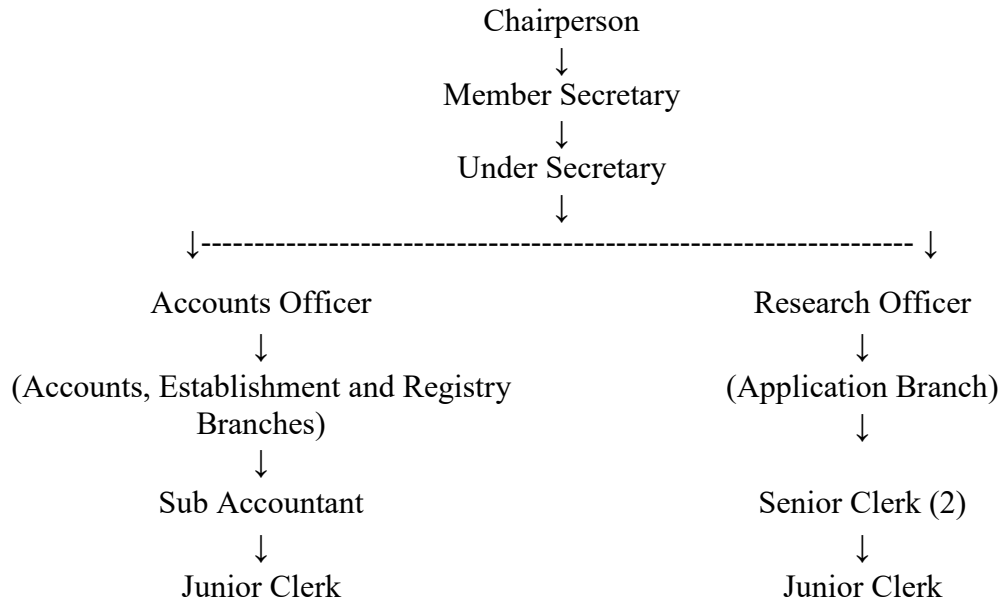 Chairperson
↓
Member Secretary
↓
Under Secretary
↓
↓------------------------------------------------------------------- ↓
Accounts Officer Research Officer
↓ ↓
(Accounts, Establishment and Registry (Application Branch)
Branches) ↓
↓
Sub Accountant Senior Clerk (2)
↓ ↓
Junior Clerk Junior Clerk